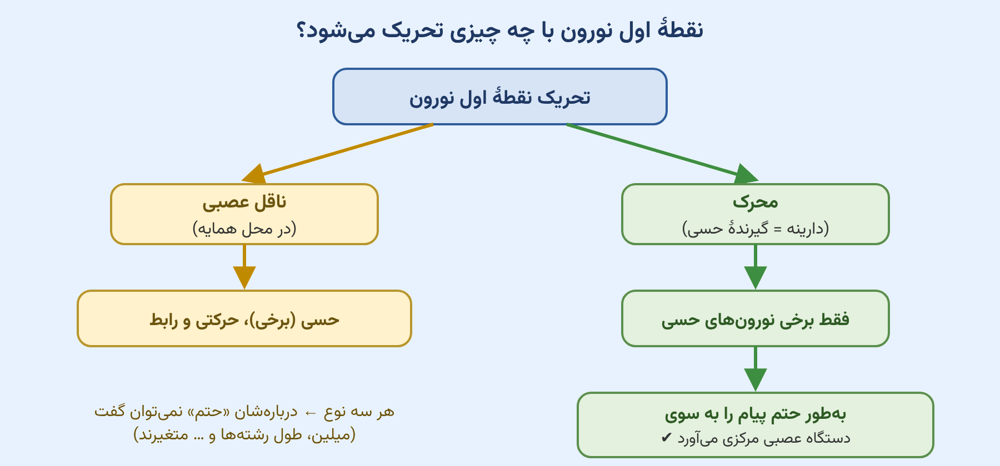 نقطهٔ اول نورون با چه چیزی تحریک می‌شود؟
تحریک نقطهٔ اول نورون
محرک
(دارینه = گیرندهٔ حسی)
فقط برخی نورون‌های حسی
به‌طور حتم پیام را به سوی
دستگاه عصبی مرکزی می‌آورد ✔
ناقل عصبی
(در محل همایه)
حسی (برخی)، حرکتی و رابط
هر سه نوع ← درباره‌شان «حتم» نمی‌توان گفت
(میلین، طول رشته‌ها و … متغیرند)